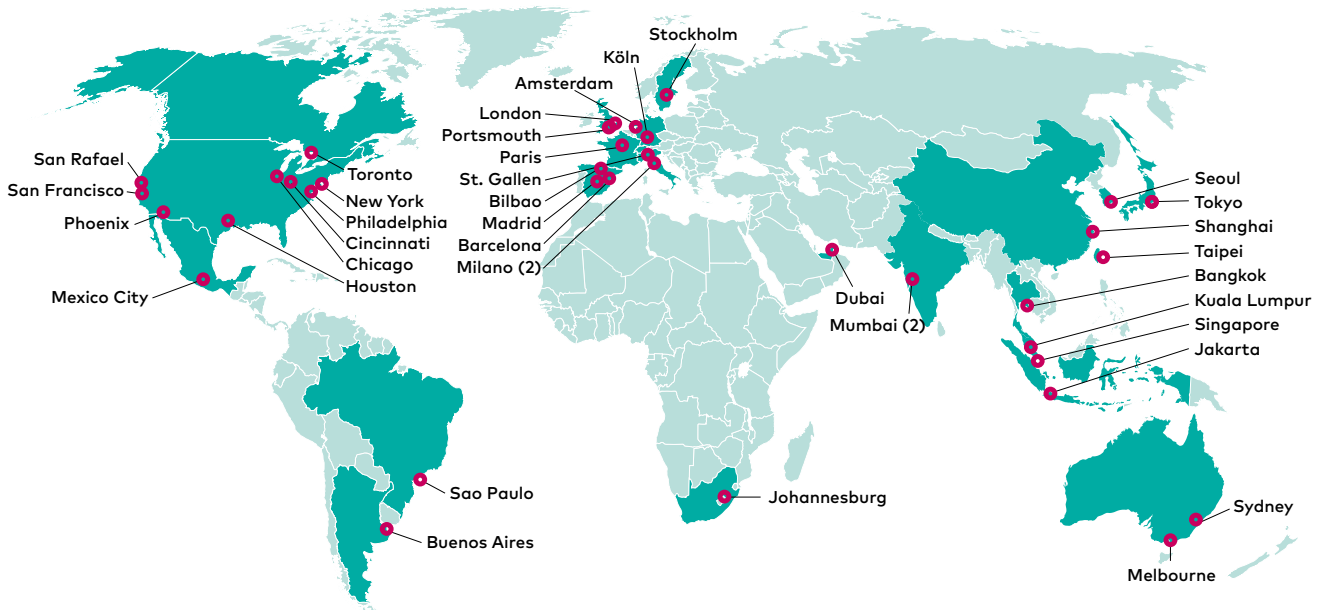 Stockholm
Köln
Amsterdam
London
Portsmouth
Paris
St. Gallen
Bilbao
Madrid
Barcelona
Milano (2)
San Rafael
San Francisco
Phoenix
Mexico City
Toronto
New York
Philadelphia
Cincinnati
Chicago
Houston
Sao Paulo
Buenos Aires
Dubai
Mumbai (2)
Johannesburg
Seoul
Tokyo
Shanghai
Taipei
Bangkok
Kuala Lumpur
Singapore
Jakarta
Sydney
Melbourne